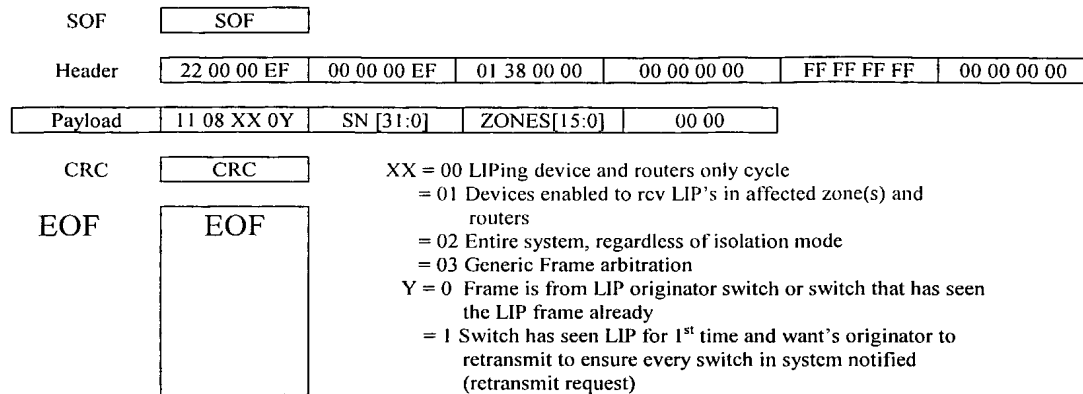 SOF SOF
Header 22 00 00 EF 00 00 00 EF 01 38 00 00 00 00 00 00 FF FF FF FF 00 00 00 00
Payload 11 08 XX 0Y SN [31:0] ZONES[15:0] 00 00
CRC CRC
EOF EOF
XX = 00 LIPing device and routers only cycle
= 01 Devices enabled to rcv LIP's in affected zone(s) and
routers
= 02 Entire system, regardless of isolation mode
= 03 Generic Frame arbitration
Y = 0 Frame is from LIP originator switch or switch that has seen
the LIP frame already
= 1 Switch has seen LIP for 1st time and want's originator to
retransmit to ensure every switch in system notified
(retransmit request)